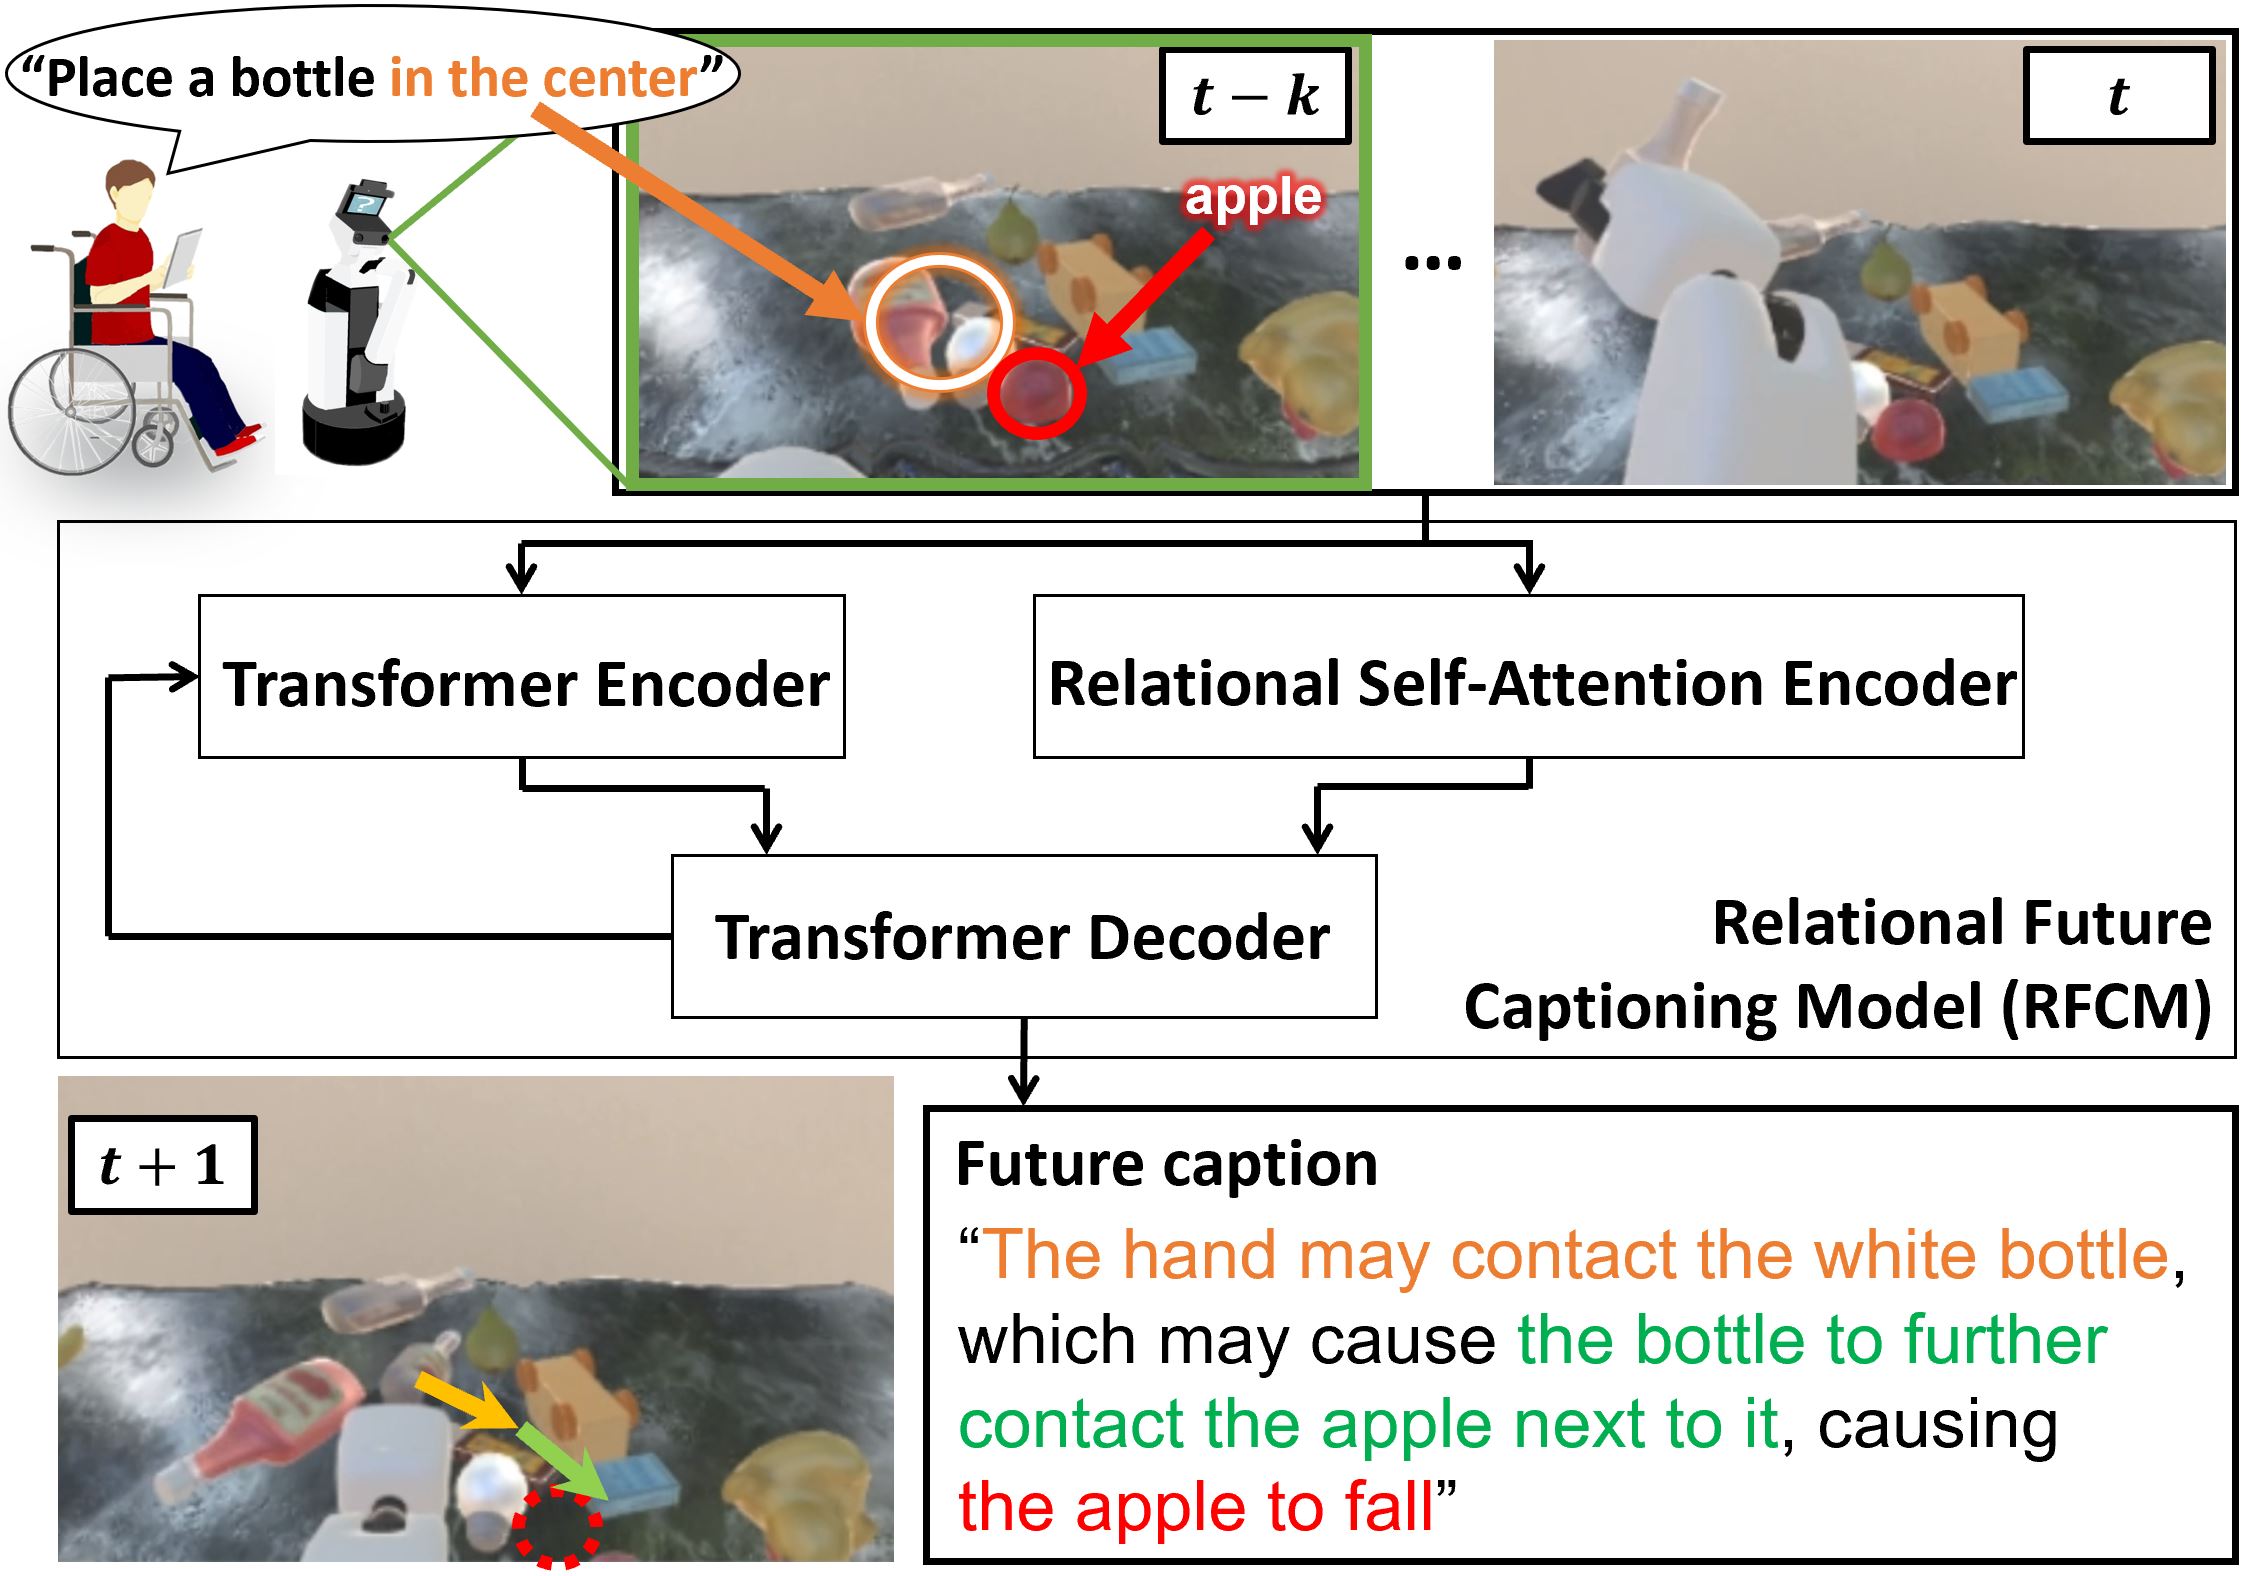 “Place a bottle in the center”
t − k
t
apple
...
?
Transformer Encoder
Relational Self-Attention Encoder
Transformer Decoder
Relational Future
Captioning Model (RFCM)
t + 1
Future caption
“The hand may contact the white bottle,
which may cause the bottle to further
contact the apple next to it, causing
the apple to fall”